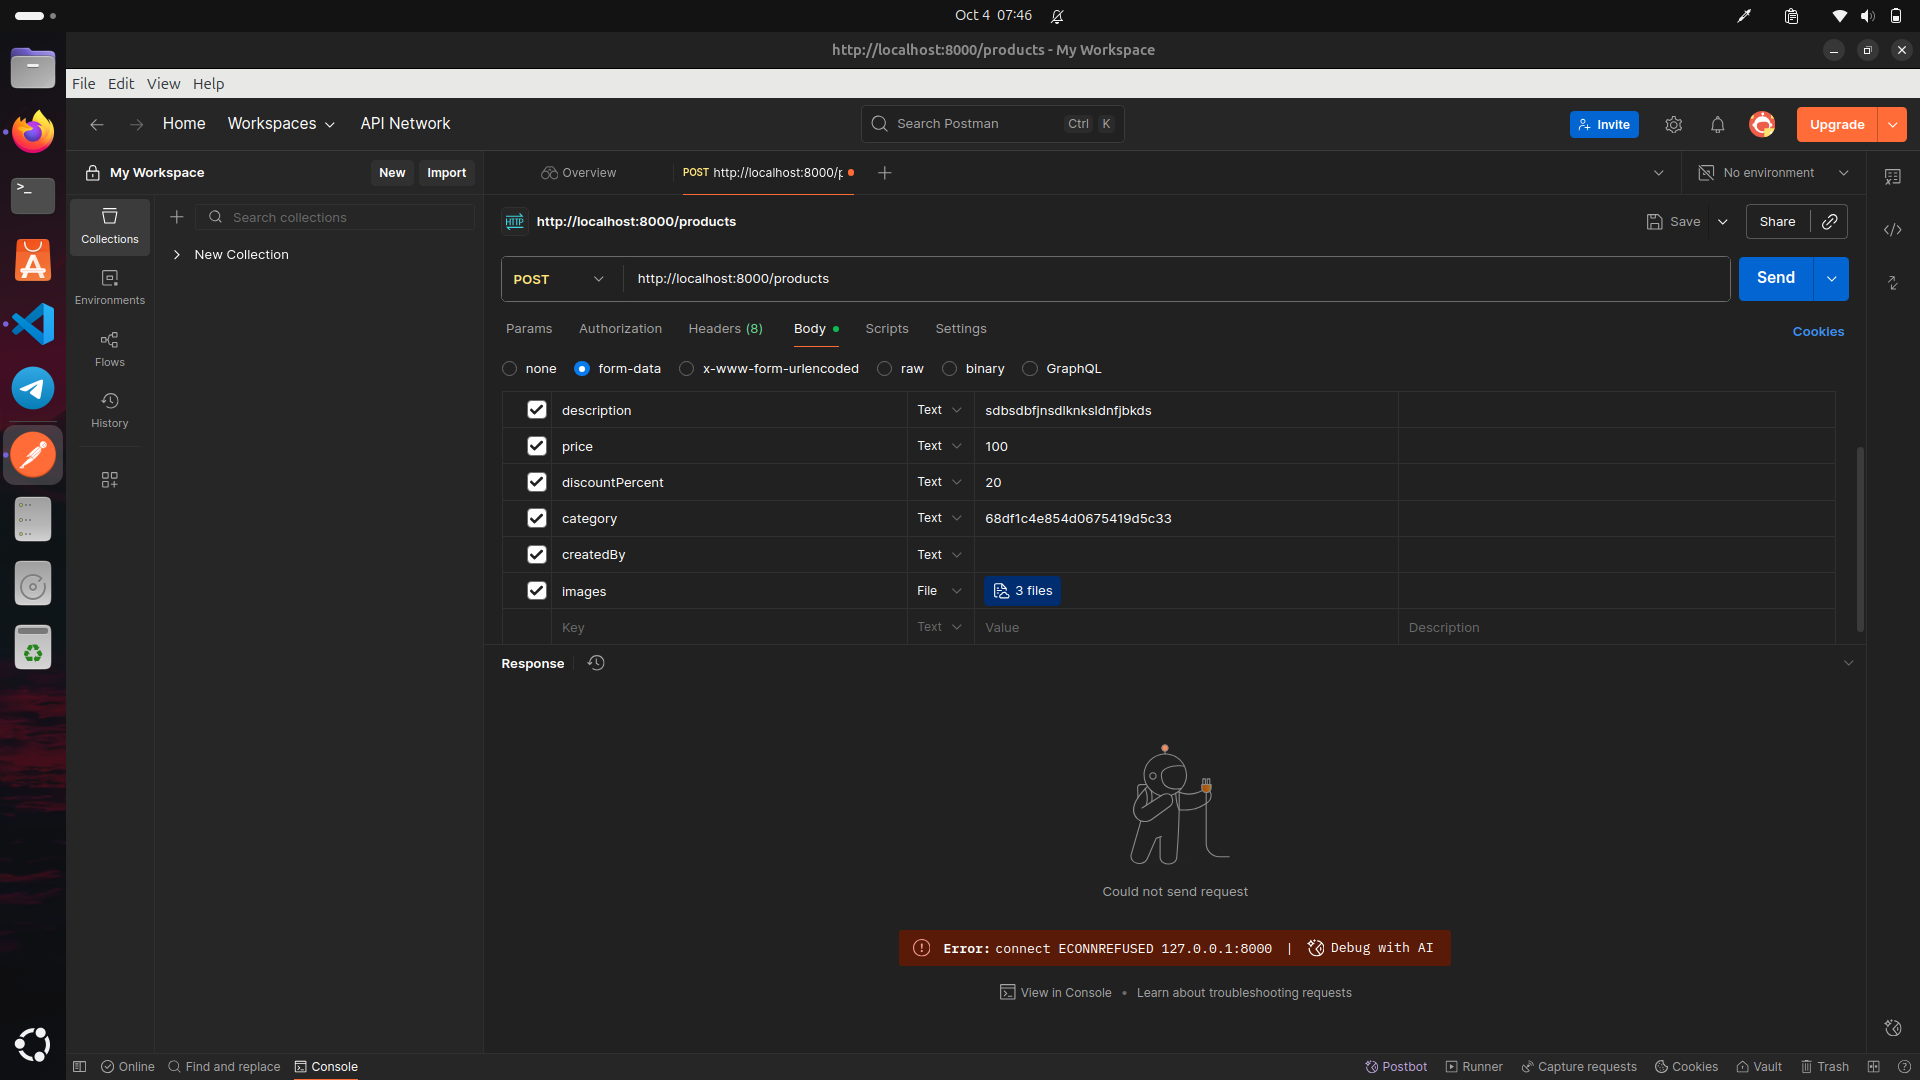 Oct 4 07:46
http://localhost:8000/products - My Workspace
File Edit View Help
Home Workspaces API Network
Search Postman Ctrl K
Invite
Upgrade
My Workspace New Import
Overview
POST http://localhost:8000/p
No environment
Collections
Environments
Flows
History
Search collections
New Collection
HTTP http://localhost:8000/products
Save Share
POST http://localhost:8000/products Send
Params Authorization Headers (8) Body Scripts Settings Cookies
none form-data x-www-form-urlencoded raw binary GraphQL
description Text sdbsdbfjnsdlknksldnfjbkds
price Text 100
discountPercent Text 20
category Text 68df1c4e854d0675419d5c33
createdBy Text
images File 3 files
Key Text Value Description
Response
Could not send request
Error: connect ECONNREFUSED 127.0.0.1:8000 | Debug with AI
View in Console • Learn about troubleshooting requests
Online Find and replace Console
Postbot Runner Capture requests Cookies Vault Trash